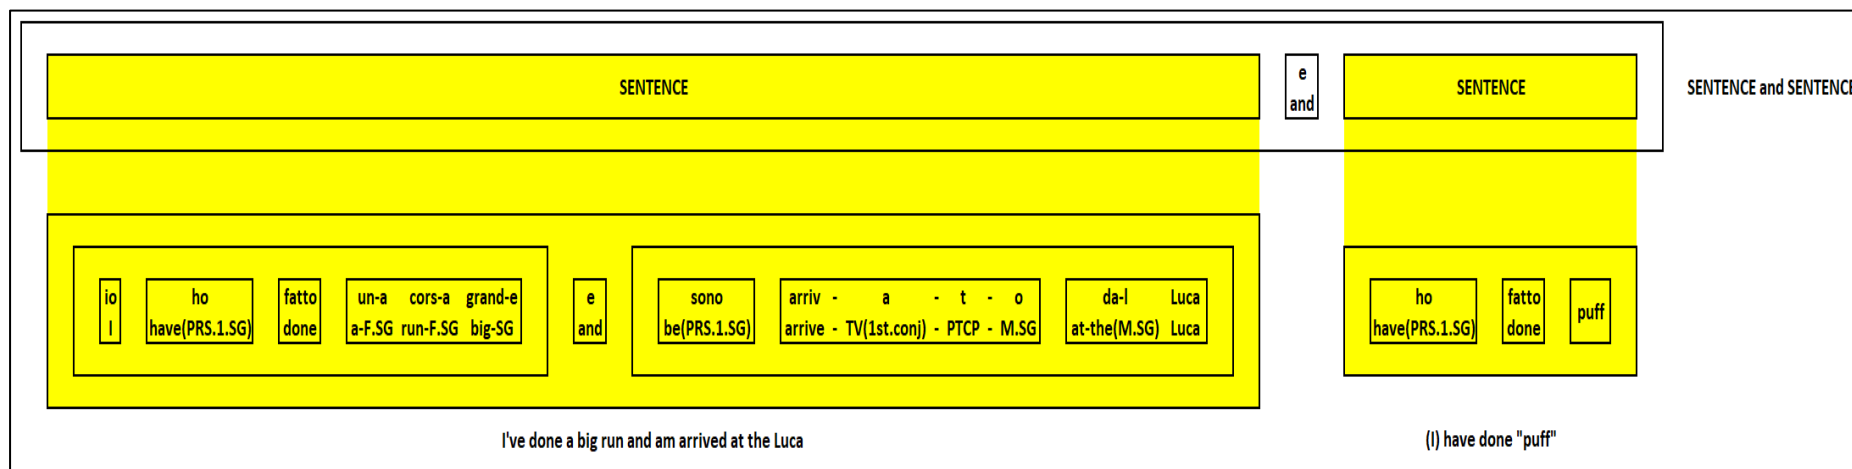 SENTENCE e SENTENCE SENTENCE and SENTENCE
and
io ho fatto un-a cors-a grand-e e sono arriv - a - t - o da-l Luca ho fatto puff
I have(PRS.1.SG) done a-F.SG run-F.SG big-SG and be(PRS.1.SG) arrive - TV(1st.conj) - PTCP - M.SG at-the(M.SG) Luca have(PRS.1.SG) done
I've done a big run and am arrived at the Luca (I) have done "puff"